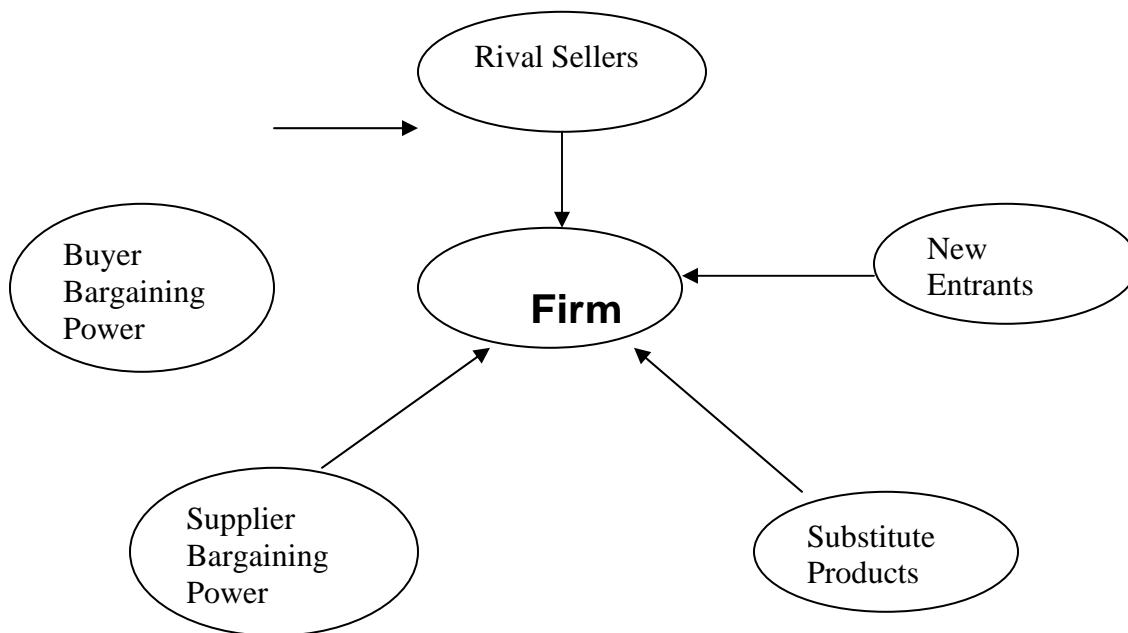 Rival Sellers
Buyer
Bargaining
Power
New
Entrants
Firm
Supplier
Bargaining
Power
Substitute
Products